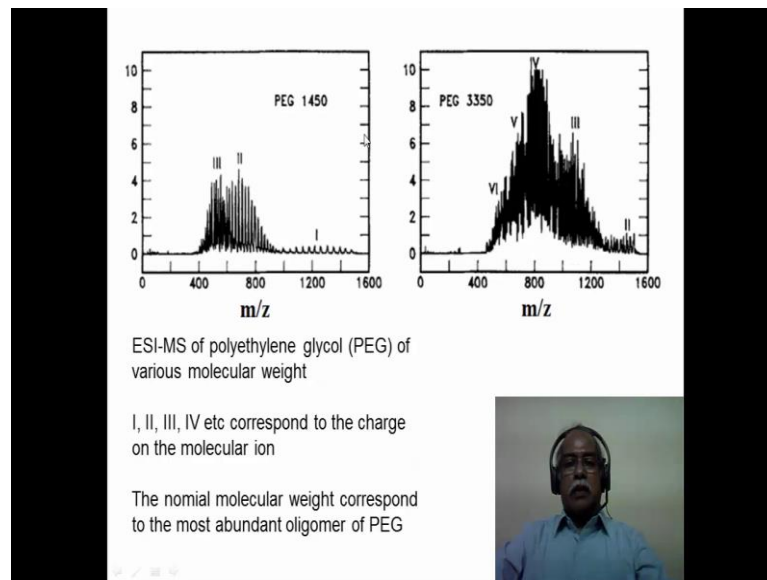 10
8
6
4
2
0
PEG 1450
III
II
I
0 400 800 1200 1600
m/z
10
8
6
4
2
0
PEG 3350
VI
V
V
III
II
0 400 800 1200 1600
m/z
ESI-MS of polyethylene glycol (PEG) of
various molecular weight
I, II, III, IV etc correspond to the charge
on the molecular ion
The nomial molecular weight correspond
to the most abundant oligomer of PEG